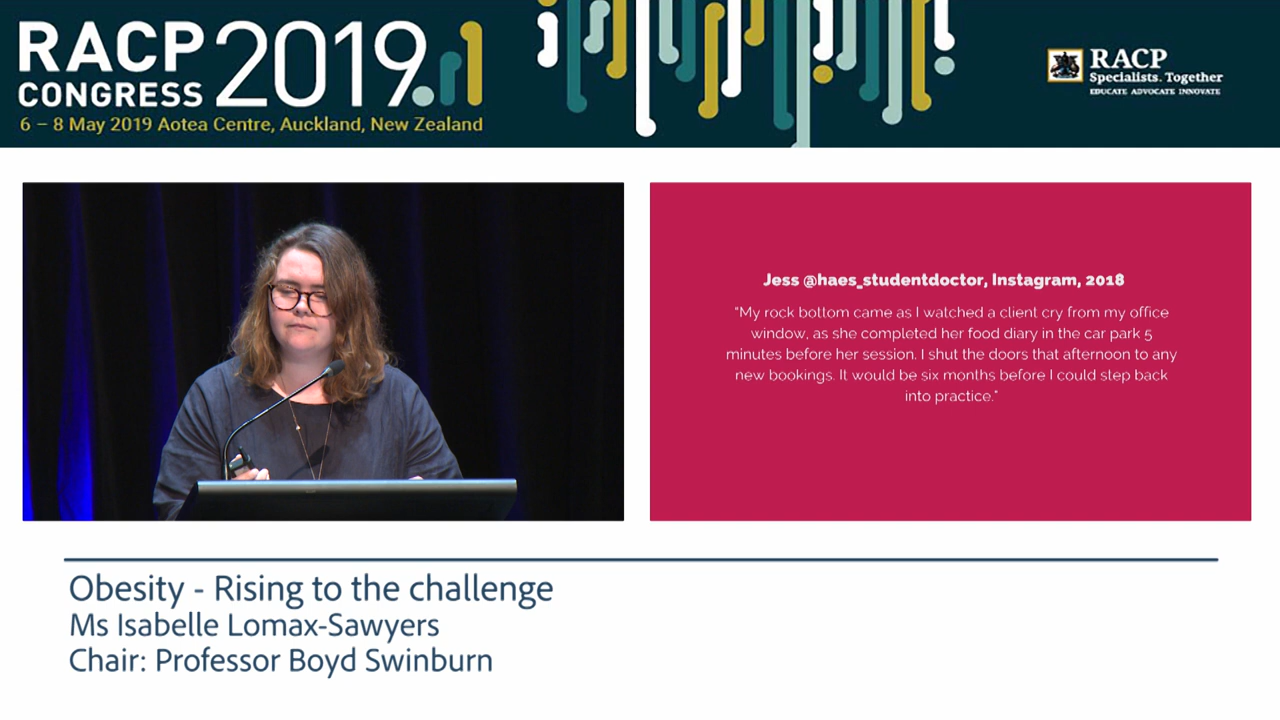 RACP
CONGRESS
2019
6 – 8 May 2019 Aotea Centre, Auckland, New Zealand
RACP
Specialists. Together
EDUCATE ADVOCATE INNOVATE
Jess @haes_studentdoctor, Instagram, 2018
"My rock bottom came as I watched a client cry from my office
window, as she completed her food diary in the car park 5
minutes before her session. I shut the doors that afternoon to any
new bookings. It would be six months before I could step back
into practice."
Obesity - Rising to the challenge
Ms Isabelle Lomax-Sawyers
Chair: Professor Boyd Swinburn